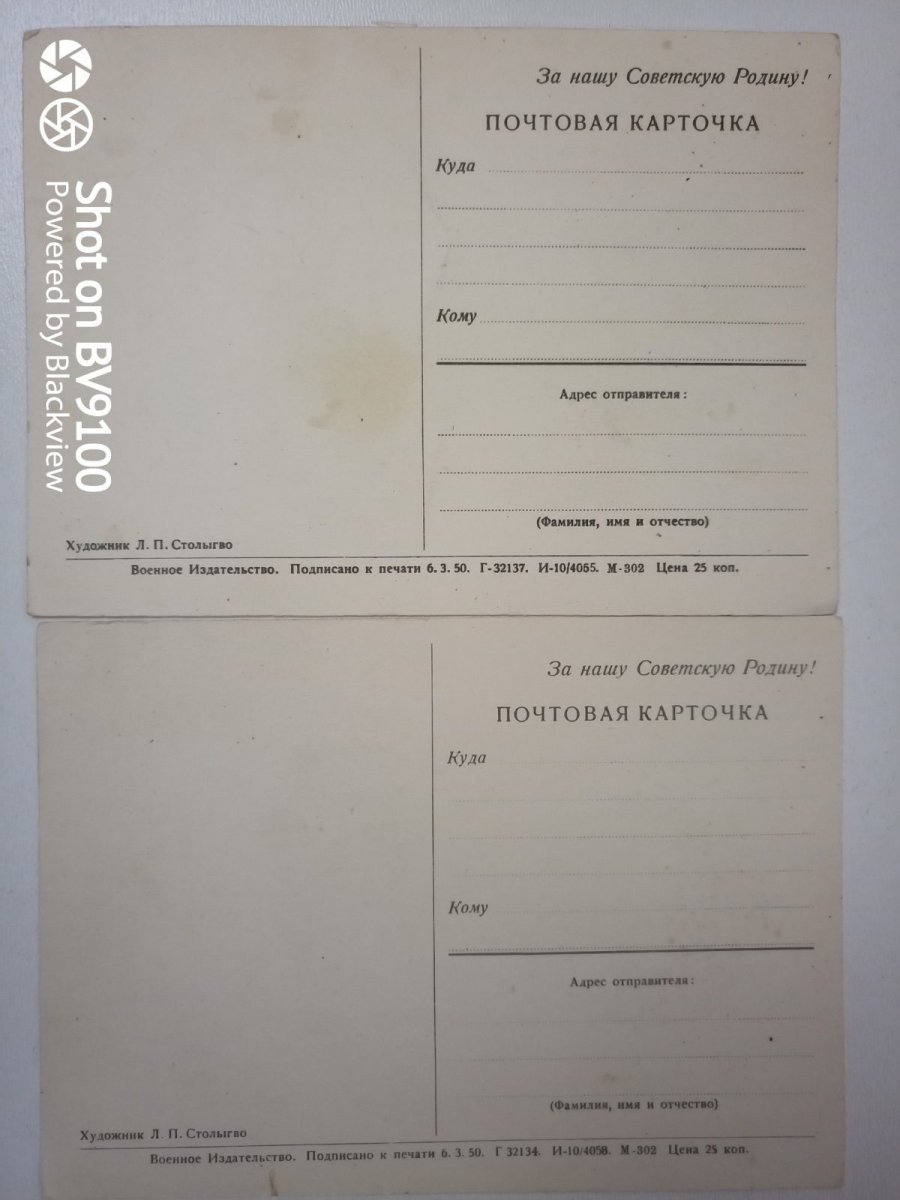 Shot on BV9100
Powered by Blackview
За нашу Советскую Родину!
ПОЧТОВАЯ КАРТОЧКА
Куда
Кому
Адрес отправителя:
(Фамилия, имя и отчество)
Художник Л. П. Столыгво
Военное Издательство. Подписано к печати 6. 3. 50. Г-32137. И-10/4065. М-302 Цена 25 коп.
За нашу Советскую Родину!
ПОЧТОВАЯ КАРТОЧКА
Куда
Кому
Адрес отправителя:
(Фамилия, имя и отчество)
Художник Л. П. Столыгво
Военное Издательство. Подписано к печати 6. 3. 50. Г 32134. И-10/4058. М-302 Цена 25 коп.